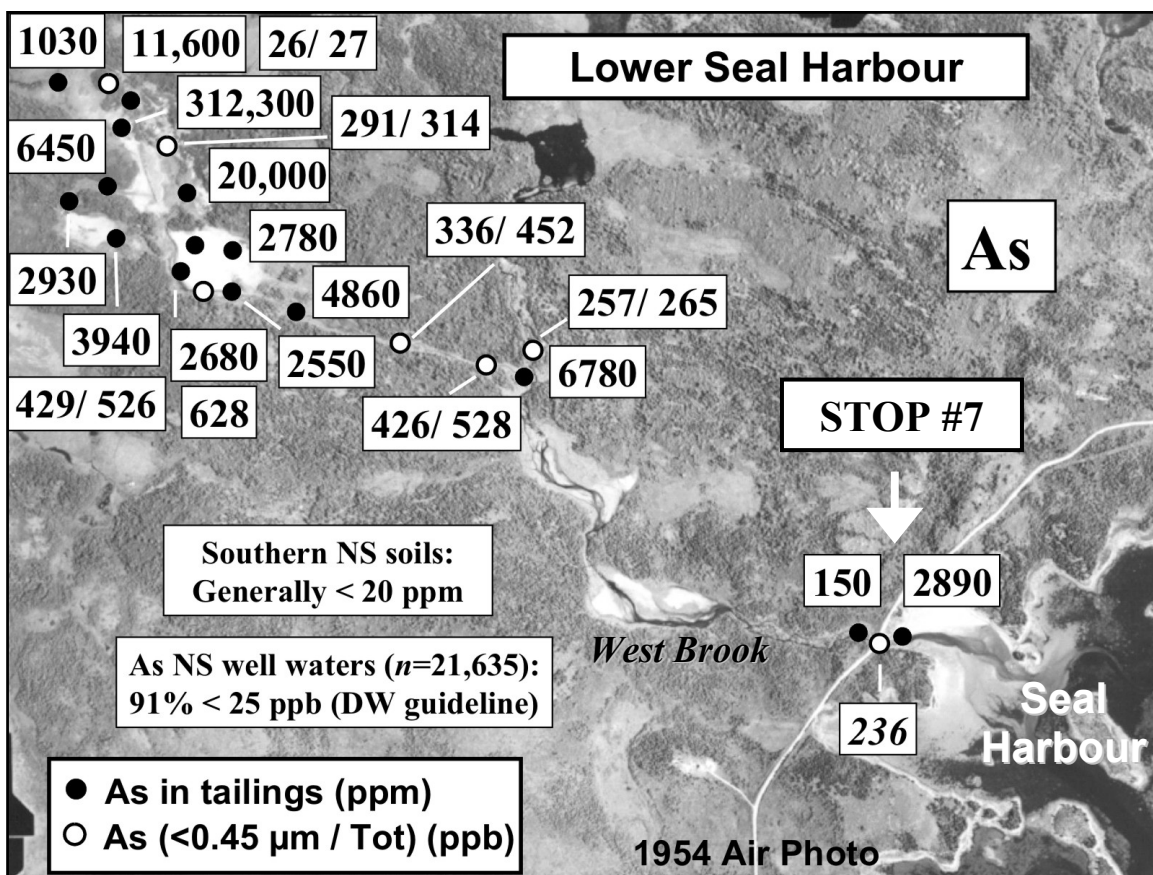 1030
11,600
26/ 27
Lower Seal Harbour
312,300
291/ 314
6450
20,000
336/ 452
As
2780
2930
4860
257/ 265
3940
2680
2550
6780
429/ 526
628
426/ 528
STOP #7
Southern NS soils:
Generally < 20 ppm
150
2890
West Brook
As NS well waters (n=21,635):
91% < 25 ppb (DW guideline)
236
Seal
Harbour
As in tailings (ppm)
As (<0.45 µm / Tot) (ppb)
1954 Air Photo